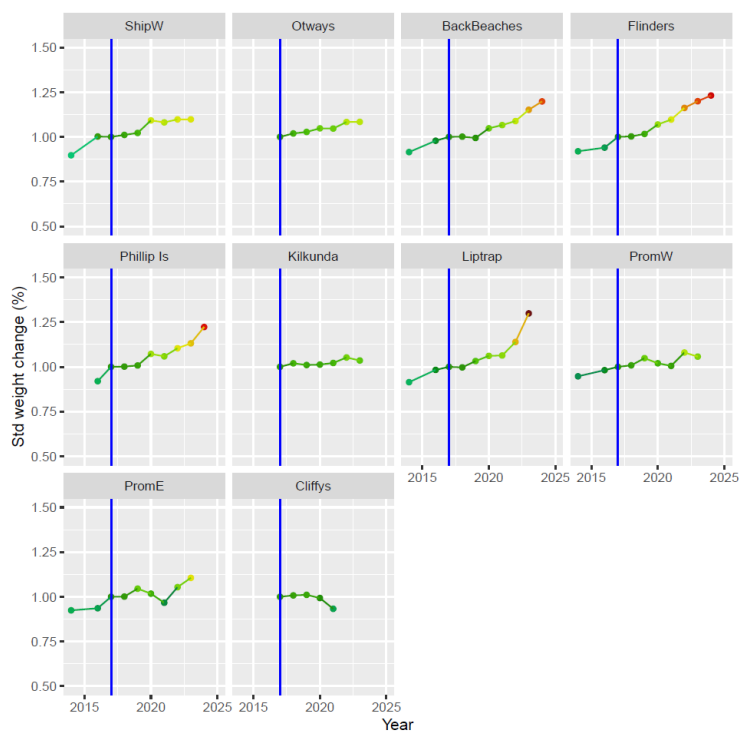 ShipW Otways BackBeaches Flinders
1.50
1.25
1.00
0.75
0.50
Phillip Is Kilkunda Liptrap PromW
1.50
1.25
1.00
0.75
0.50
2015 2020 2025 2015 2020 2025
PromE Cliffys
1.50
1.25
1.00
0.75
0.50
2015 2020 2025 2015 2020 2025
Year
Std weight change (%)